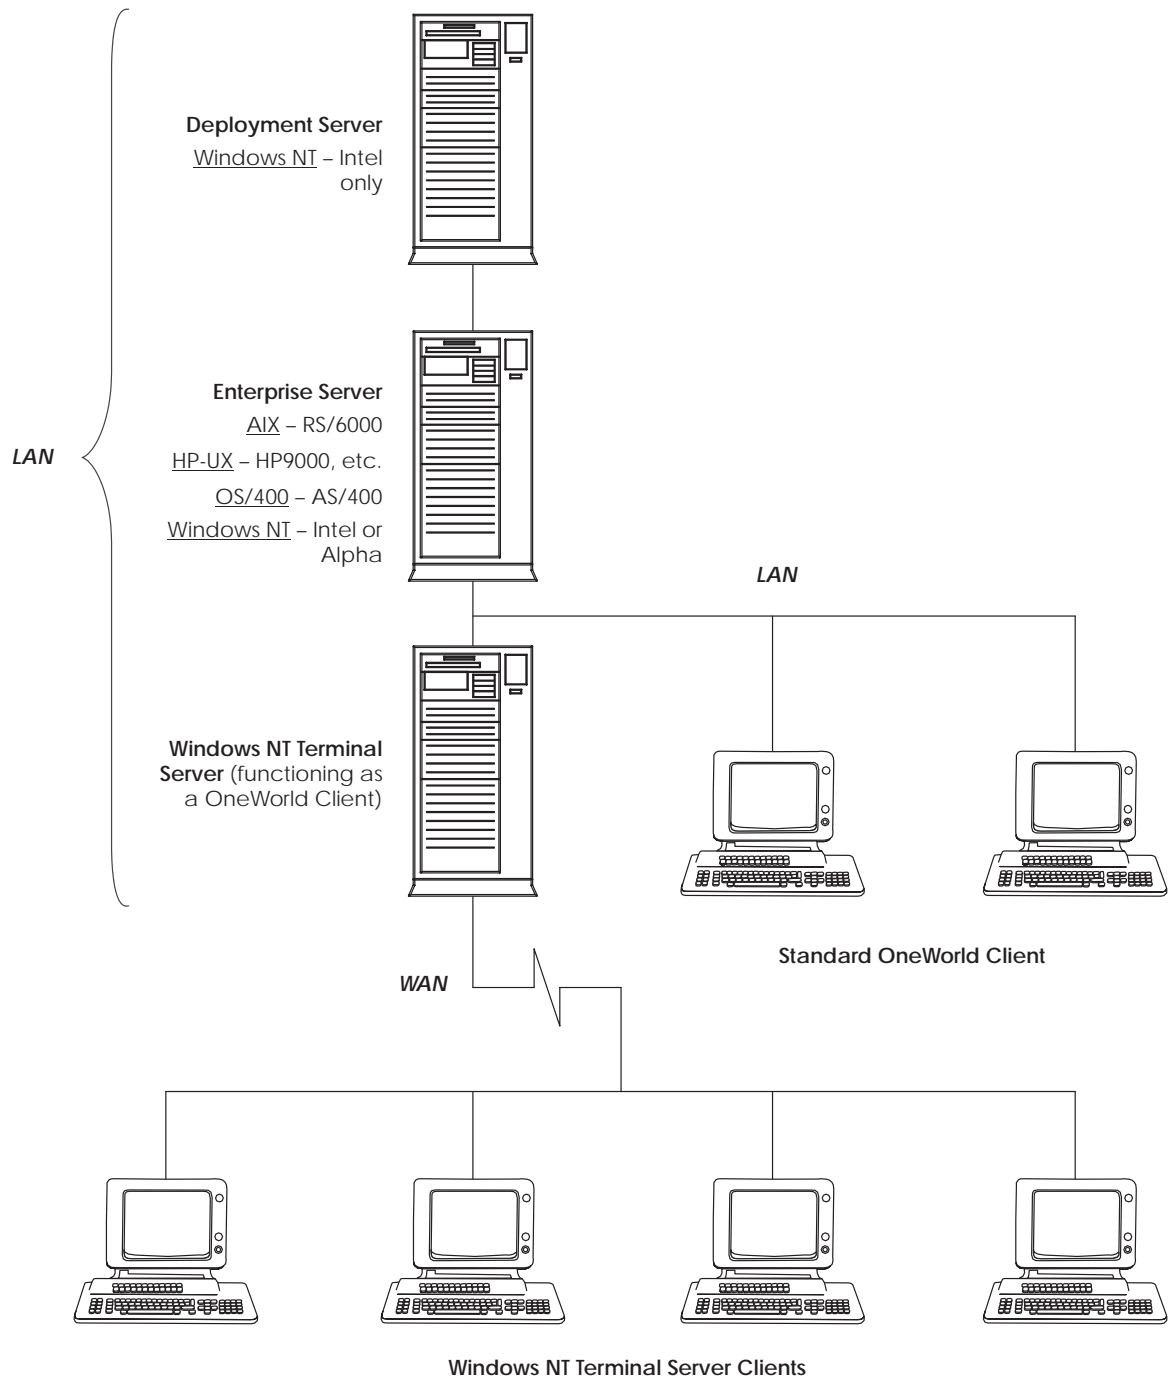 Deployment Server
Windows NT – Intel
only
Enterprise Server
AIX – RS/6000
HP-UX – HP9000, etc.
LAN
OS/400 – AS/400
Windows NT – Intel or
Alpha
LAN
Windows NT Terminal
Server (functioning as
a OneWorld Client)
Standard OneWorld Client
WAN
Windows NT Terminal Server Clients